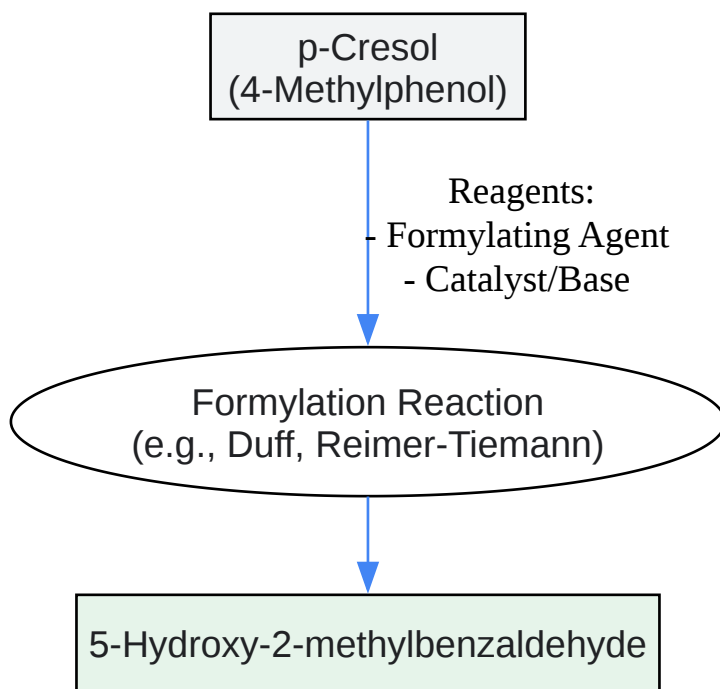 p-Cresol
(4-Methylphenol)
Reagents:
- Formylating Agent
- Catalyst/Base
Formylation Reaction
(e.g., Duff, Reimer-Tiemann)
5-Hydroxy-2-methylbenzaldehyde